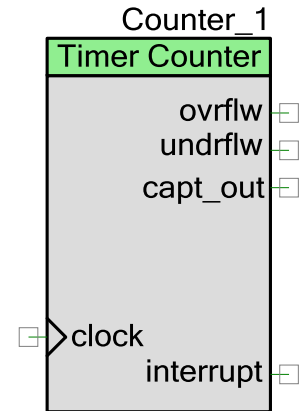 Counter_1
Timer Counter
ovrflw
undrflw
capt_out
clock
interrupt